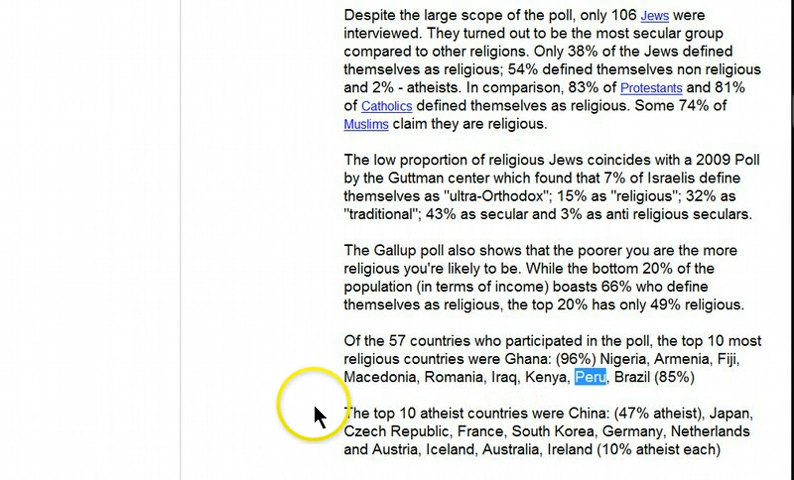 Despite the large scope of the poll, only 106 Jews were
interviewed. They turned out to be the most secular group
compared to other religions. Only 38% of the Jews defined
themselves as religious; 54% defined themselves non religious
and 2% - atheists. In comparison, 83% of Protestants and 81%
of Catholics defined themselves as religious. Some 74% of
Muslims claim they are religious.
The low proportion of religious Jews coincides with a 2009 Poll
by the Guttman center which found that 7% of Israelis define
themselves as "ultra-Orthodox"; 15% as "religious"; 32% as
"traditional"; 43% as secular and 3% as anti religious seculars.
The Gallup poll also shows that the poorer you are the more
religious you're likely to be. While the bottom 20% of the
population (in terms of income) boasts 66% who define
themselves as religious, the top 20% has only 49% religious.
Of the 57 countries who participated in the poll, the top 10 most
religious countries were Ghana: (96%) Nigeria, Armenia, Fiji,
Macedonia, Romania, Iraq, Kenya, Peru, Brazil (85%)
The top 10 atheist countries were China: (47% atheist), Japan,
Czech Republic, France, South Korea, Germany, Netherlands
and Austria, Iceland, Australia, Ireland (10% atheist each)